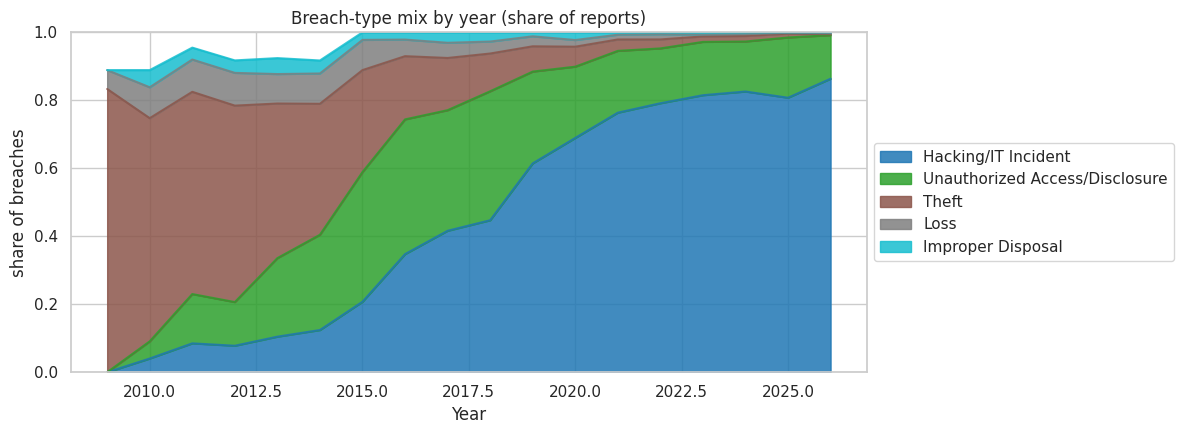 Breach-type mix by year (share of reports)
share of breaches
1.0
0.8
0.6
0.4
0.2
0.0
2010.0 2012.5 2015.0 2017.5 2020.0 2022.5 2025.0
Year
Hacking/IT Incident
Unauthorized Access/Disclosure
Theft
Loss
Improper Disposal